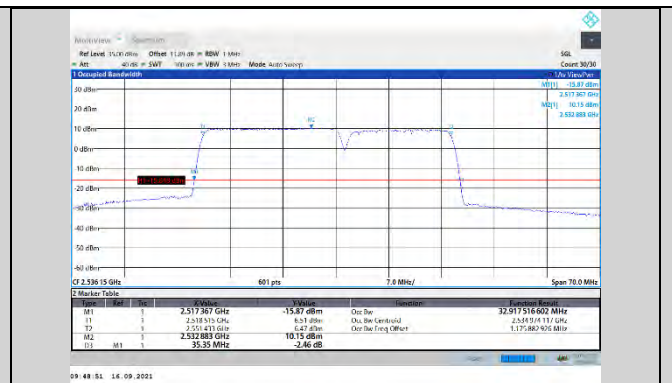 MultiView Spectrum
Ref Level 35.00 dBm Offset 11.89 dB RBW 1 MHz SGL
Att 40 dB SWT 100 ms VBW 3 MHz Mode Auto Sweep Count 30/30
1 Occupied Bandwidth
M1[1] -15.87 dBm
2.517 367 GHz
M2[1] 10.15 dBm
2.532 883 GHz
30 dBm
20 dBm
10 dBm
0 dBm
-10 dBm
-20 dBm
-30 dBm
-40 dBm
-50 dBm
-60 dBm
M1
M2
T1
CF 2.536 15 GHz 601 pts 7.0 MHz/ Span 70.0 MHz
2 Marker Table
Type Ref Trc X-Value Y-Value Function Function Result
M1 1 2.517 367 GHz -15.87 dBm Occ Bw 32.917 516 602 MHz
T1 1 2.518 515 GHz 6.51 dBm Occ Bw Centroid 2.534 974 117 GHz
T2 1 2.551 433 GHz 6.47 dBm Occ Bw Freq Offset
M2 1 2.532 883 GHz 10.15 dBm
D3 M1 1 35.35 MHz -2.46 dB
09:48:51 16.09.2021